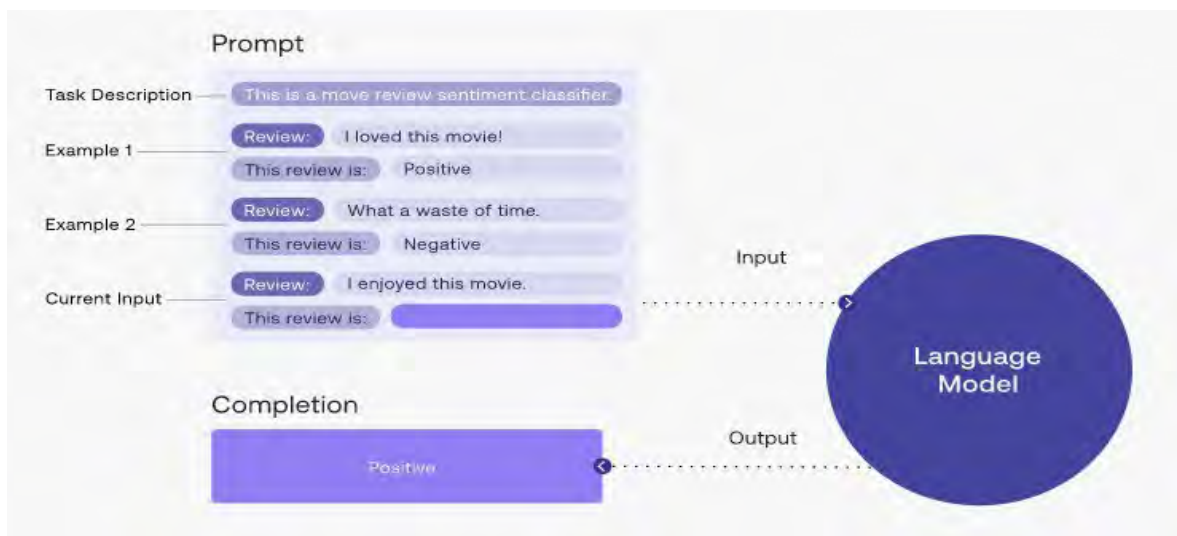 Prompt
Task Description
This is a move review sentiment classifier.
Example 1
Review: I loved this movie!
This review is: Positive
Example 2
Review: What a waste of time.
This review is: Negative
Current Input
Review: I enjoyed this movie.
This review is:
Input
Language
Model
Completion
Positive
Output